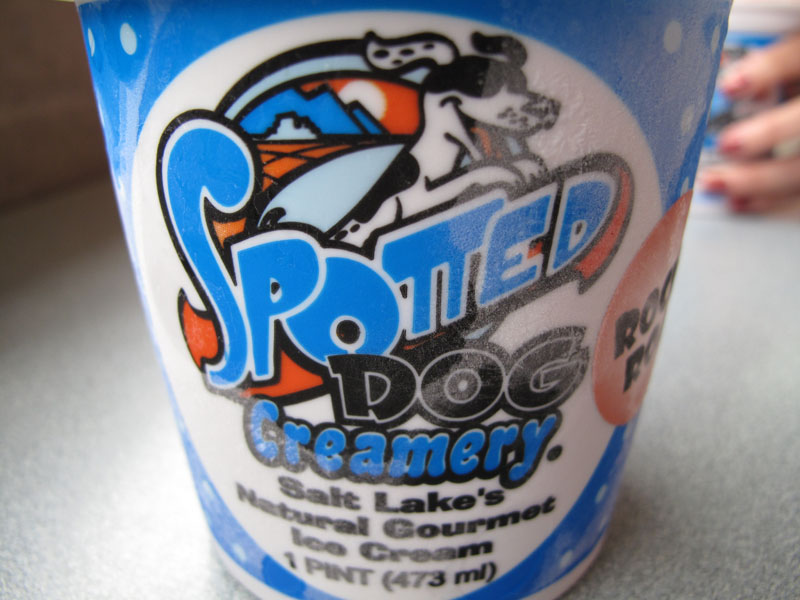 SPOTTED
DOG
Creamery®
Salt Lake's
Natural Gourmet
Ice Cream
1 PINT (473 ml)